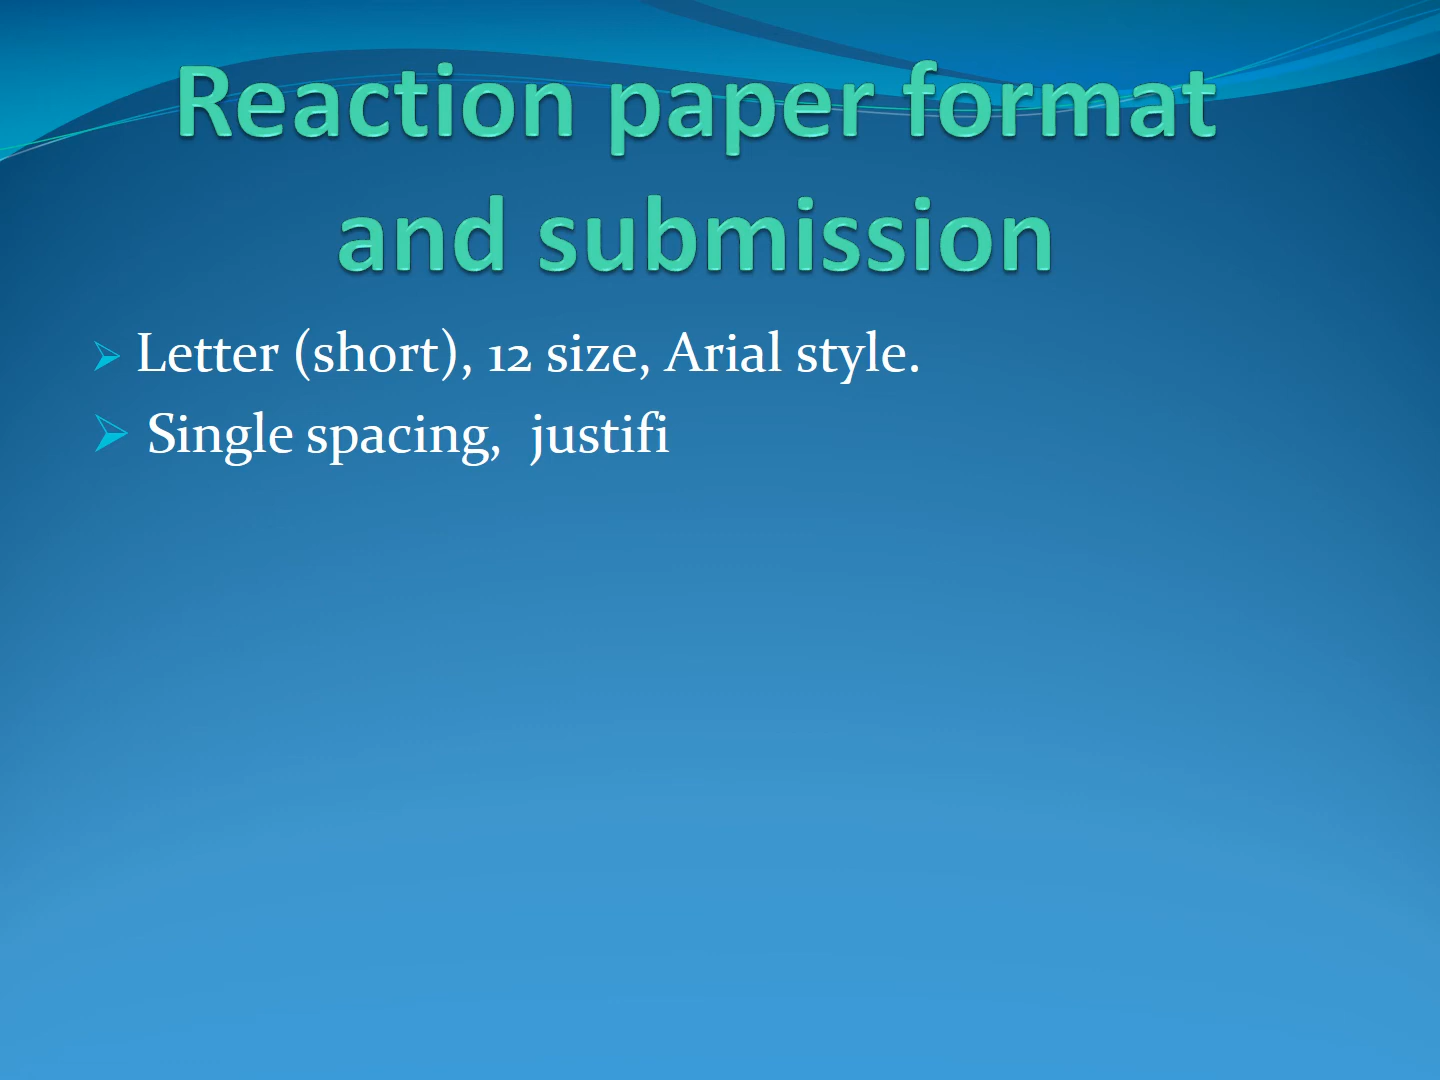 Reaction paper format
and submission
Letter (short), 12 size, Arial style.
Single spacing, justifi